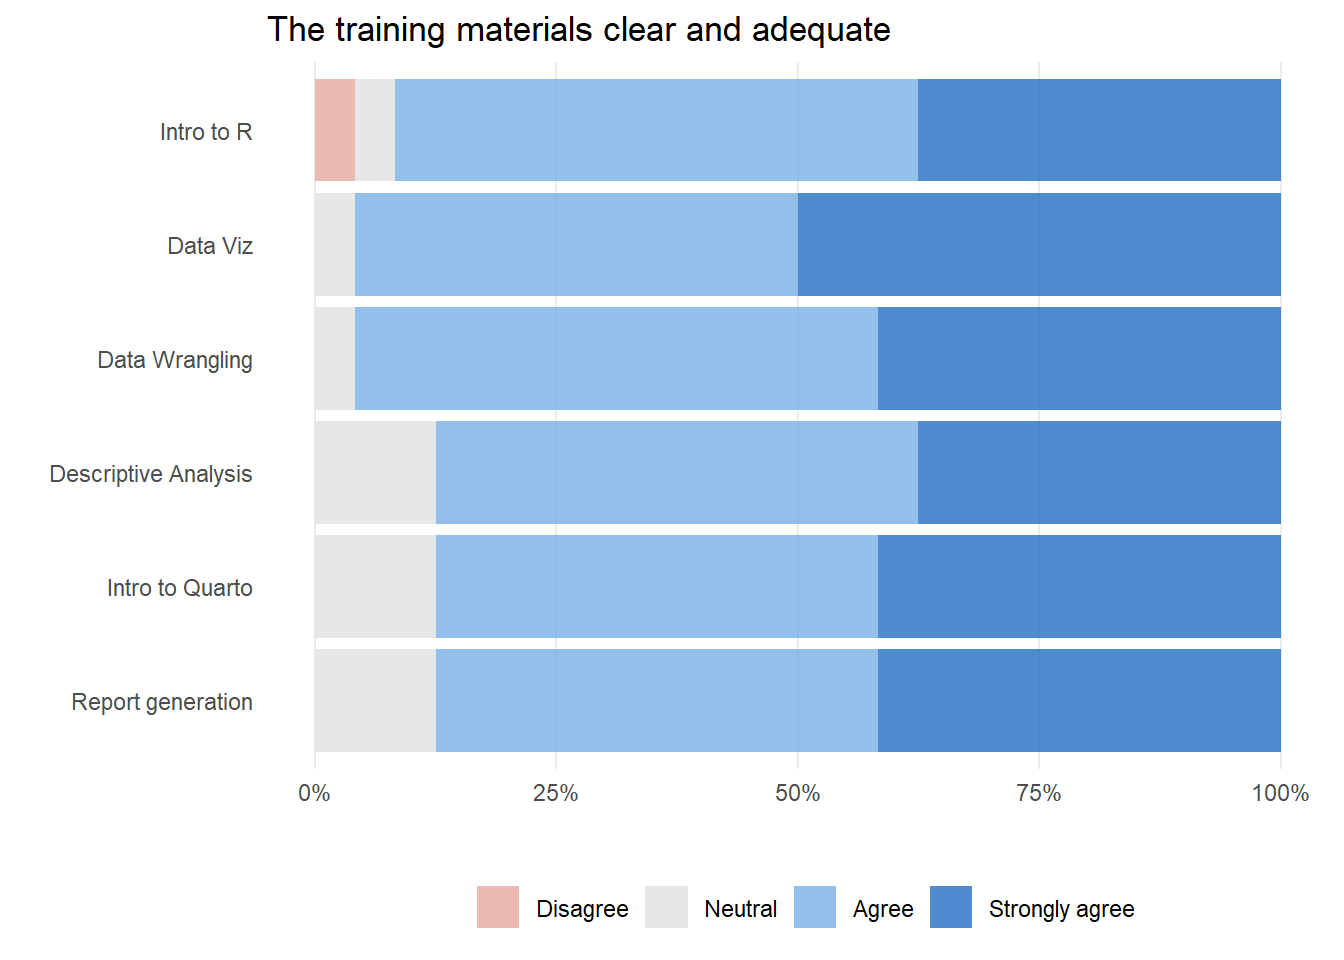 The training materials clear and adequate
Intro to R
Data Viz
Data Wrangling
Descriptive Analysis
Intro to Quarto
Report generation
0% 25% 50% 75% 100%
Disagree Neutral Agree Strongly agree